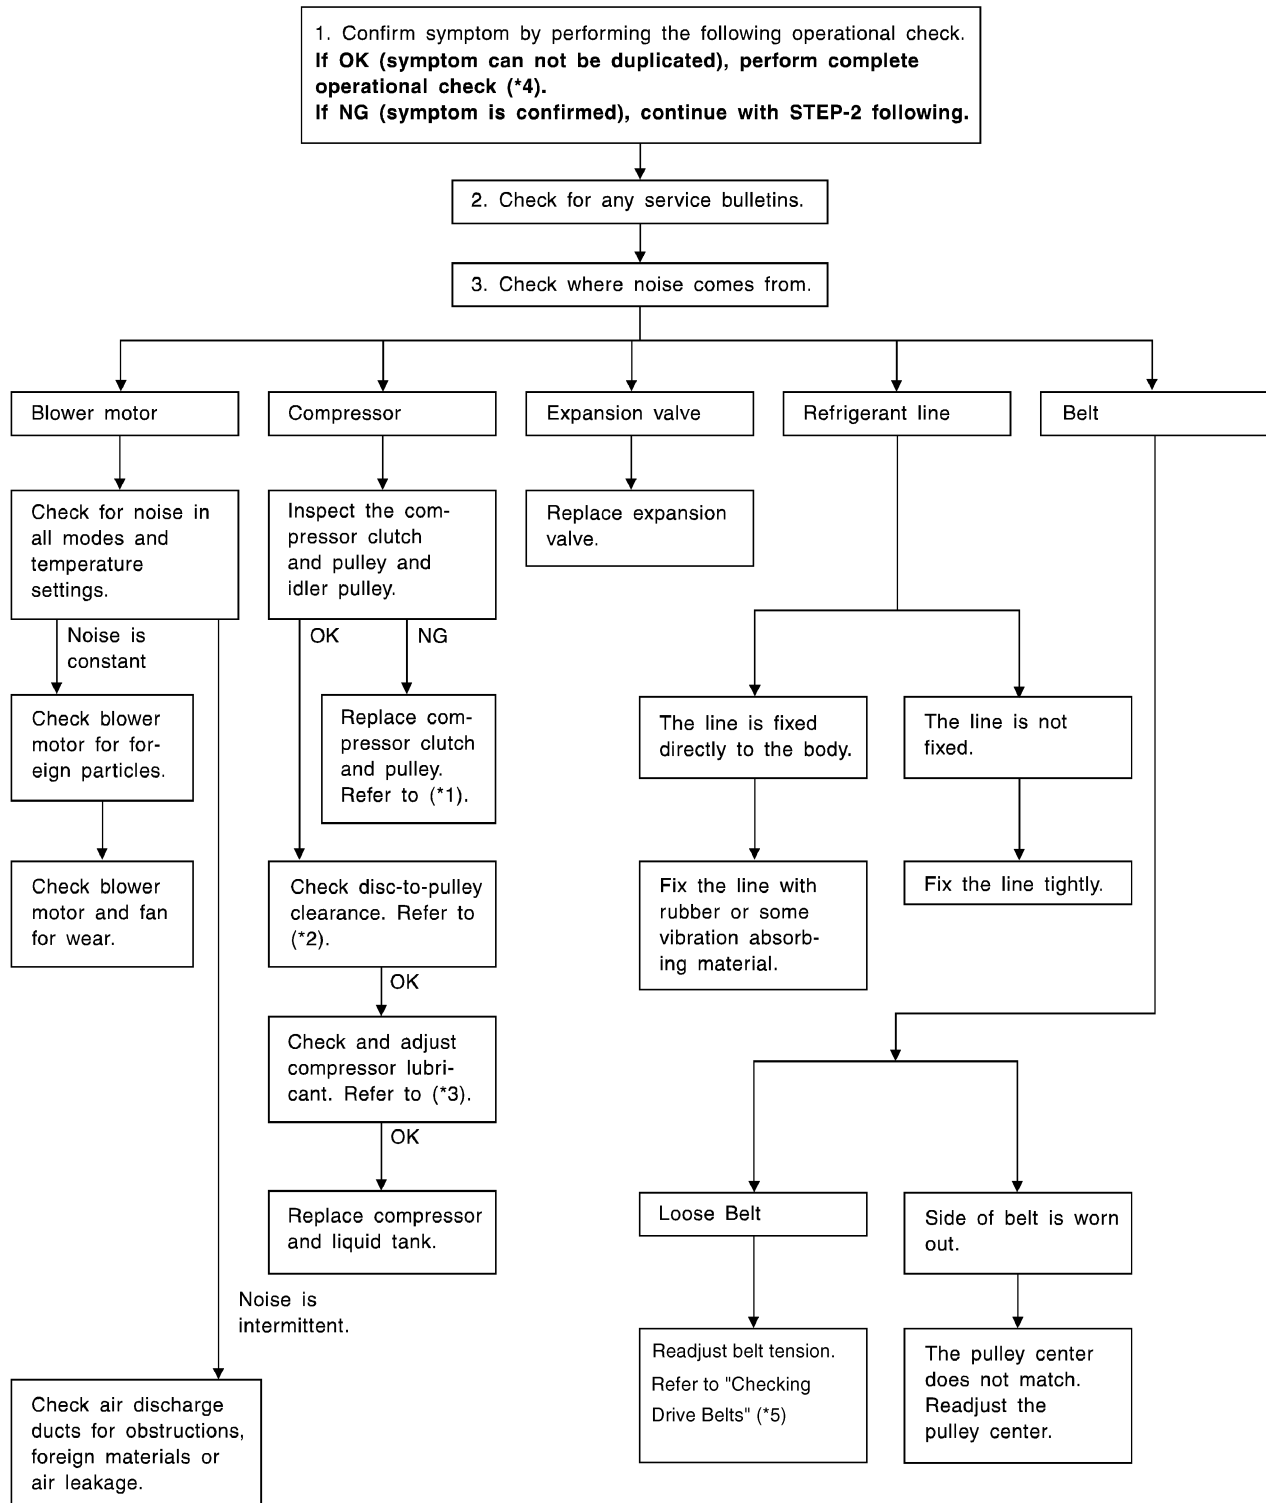 1. Confirm symptom by performing the following operational check.
If OK (symptom can not be duplicated), perform complete
operational check (*4).
If NG (symptom is confirmed), continue with STEP-2 following.
2. Check for any service bulletins.
3. Check where noise comes from.
Blower motor
Compressor
Expansion valve
Refrigerant line
Belt
Check for noise in
all modes and
temperature
settings.
Inspect the com-
pressor clutch
and pulley and
idler pulley.
Replace expansion
valve.
Noise is
constant
OK
NG
Check blower
motor for for-
eign particles.
Replace com-
pressor clutch
and pulley.
Refer to (*1).
The line is fixed
directly to the body.
The line is not
fixed.
Check blower
motor and fan
for wear.
Check disc-to-pulley
clearance. Refer to
(*2).
Fix the line with
rubber or some
vibration absorb-
ing material.
Fix the line tightly.
OK
Check and adjust
compressor lubri-
cant. Refer to (*3).
OK
Replace compressor
and liquid tank.
Loose Belt
Side of belt is worn
out.
Noise is
intermittent.
Readjust belt tension.
Refer to "Checking
Drive Belts" (*5)
The pulley center
does not match.
Readjust the
pulley center.
Check air discharge
ducts for obstructions,
foreign materials or
air leakage.